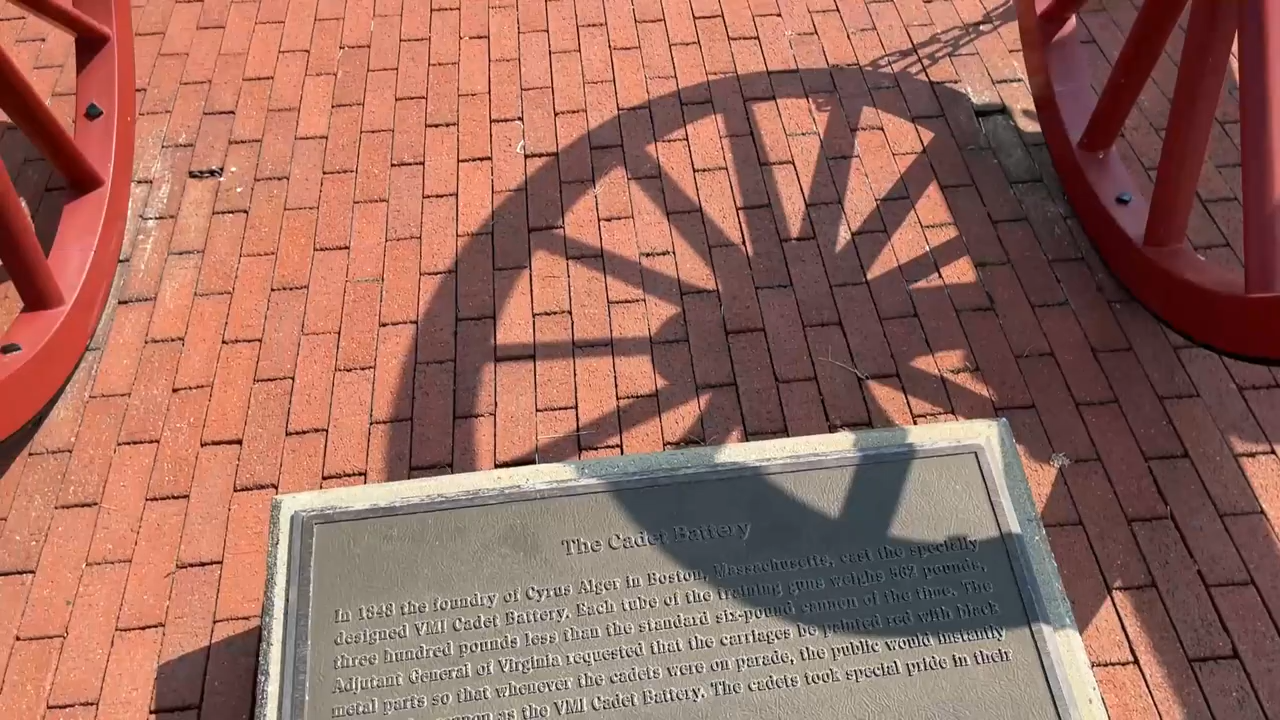 The Cadet Battery
In 1848 the foundry of Cyrus Alger in Boston, Massachusetts, cast the specially
designed VMI Cadet Battery. Each tube of the training guns weighs 562 pounds,
three hundred pounds less than the standard six-pound cannon of the time. The
Adjutant General of Virginia requested that the carriages be painted red with black
metal parts so that whenever the cadets were on parade, the public would instantly
as the VMI Cadet Battery. The cadets took special pride in their